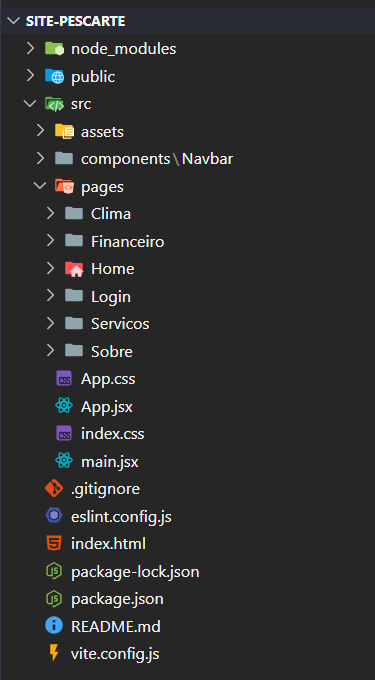 SITE-PESCARTE
node_modules
public
src
assets
components\Navbar
pages
Clima
Financeiro
Home
Login
Servicos
Sobre
App.css
App.jsx
index.css
main.jsx
.gitignore
eslint.config.js
index.html
package-lock.json
package.json
README.md
vite.config.js